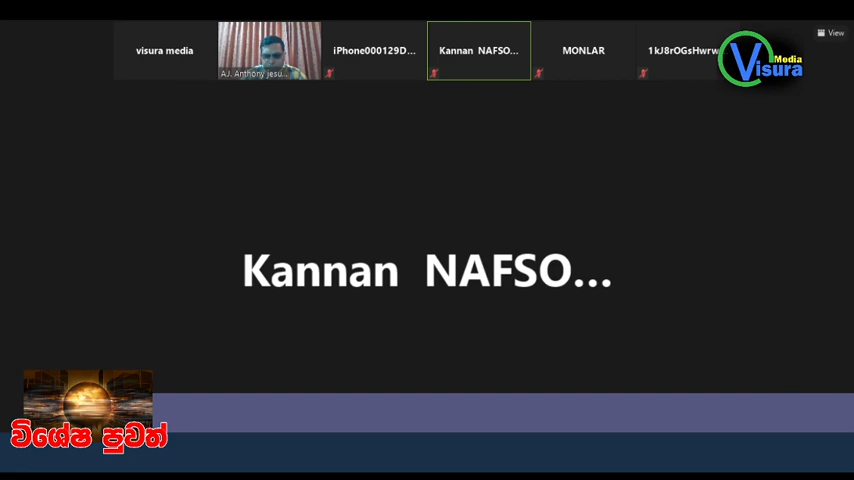 visura media
A.J. Anthony jesu...
iPhone000129D...
Kannan NAFSO...
MONLAR
1kJ8rOGsHwrw
Visura Media
View
Kannan NAFSO...
විශේෂ පුවත්